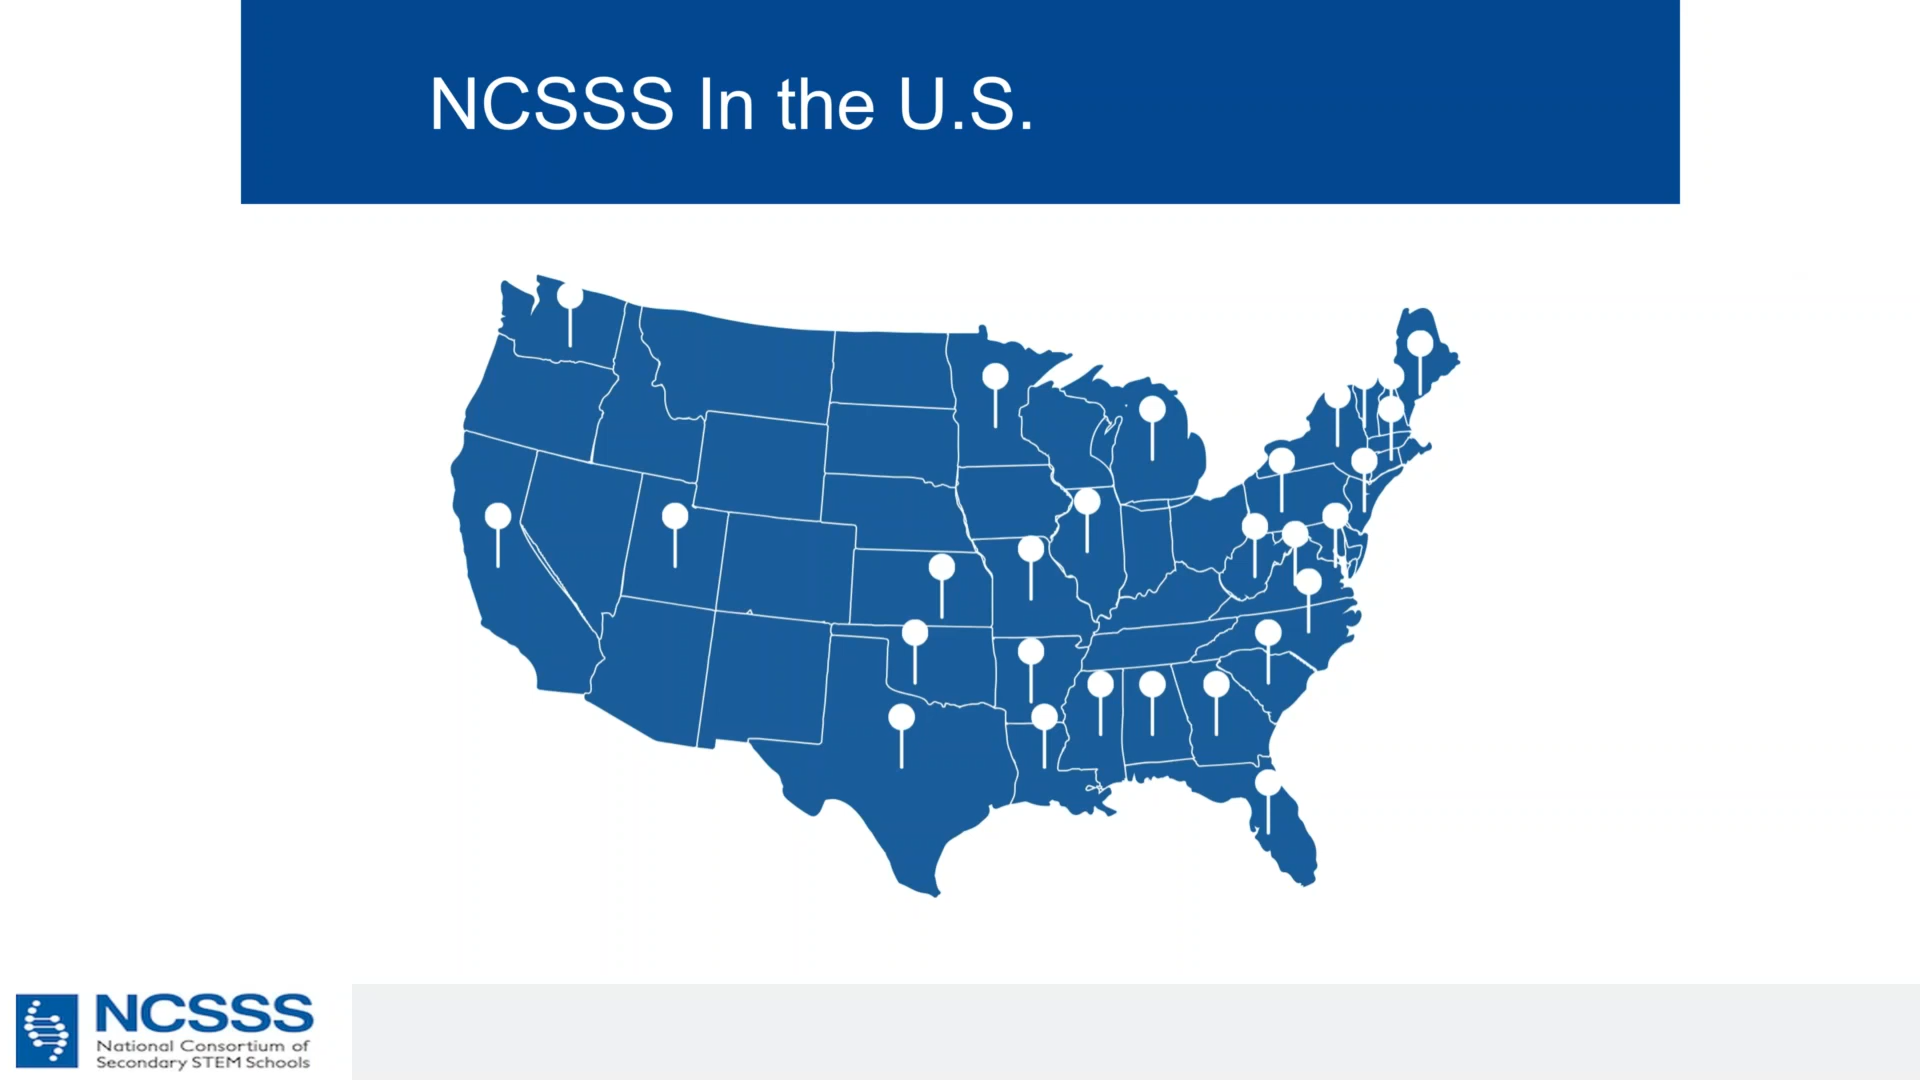 NCSSS In the U.S.
NCSSS
National Consortium of
Secondary STEM Schools